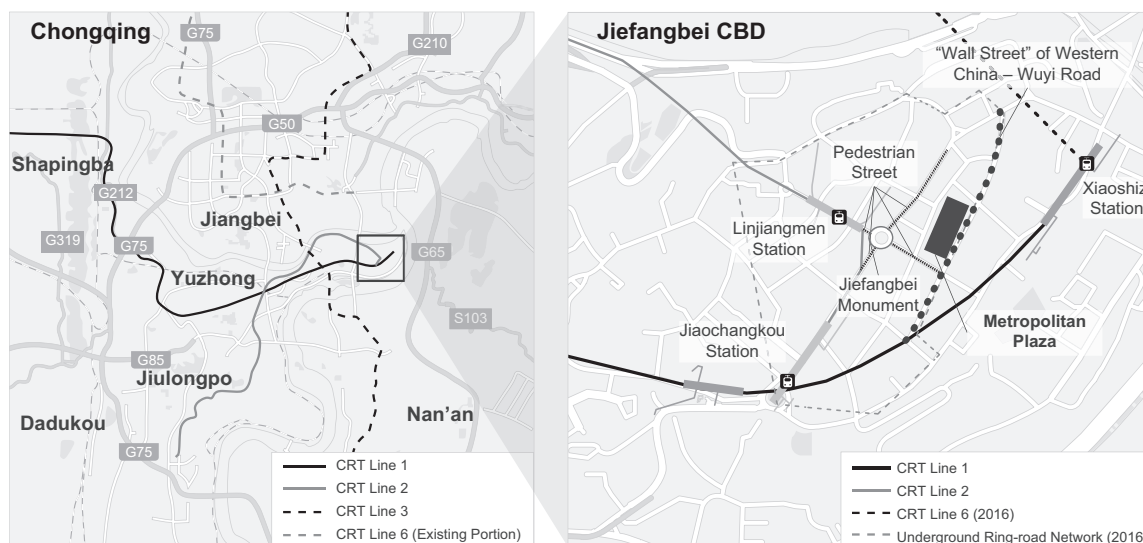 Chongqing
G75
G210
G50
Shapingba
G212
Jiangbei
G319
G75
G65
Yuzhong
S103
G85
Jiulongpo
Dadukou
Nan’an
G75
CRT Line 1
CRT Line 2
CRT Line 3
CRT Line 6 (Existing Portion)
Jiefangbei CBD
“Wall Street” of Western
China – Wuyi Road
Pedestrian
Street
Xiaoshiz
Station
Linjiangmen
Station
Jiefangbei
Monument
Jiaochangkou
Station
Metropolitan
Plaza
CRT Line 1
CRT Line 2
CRT Line 6 (2016)
Underground Ring-road Network (2016